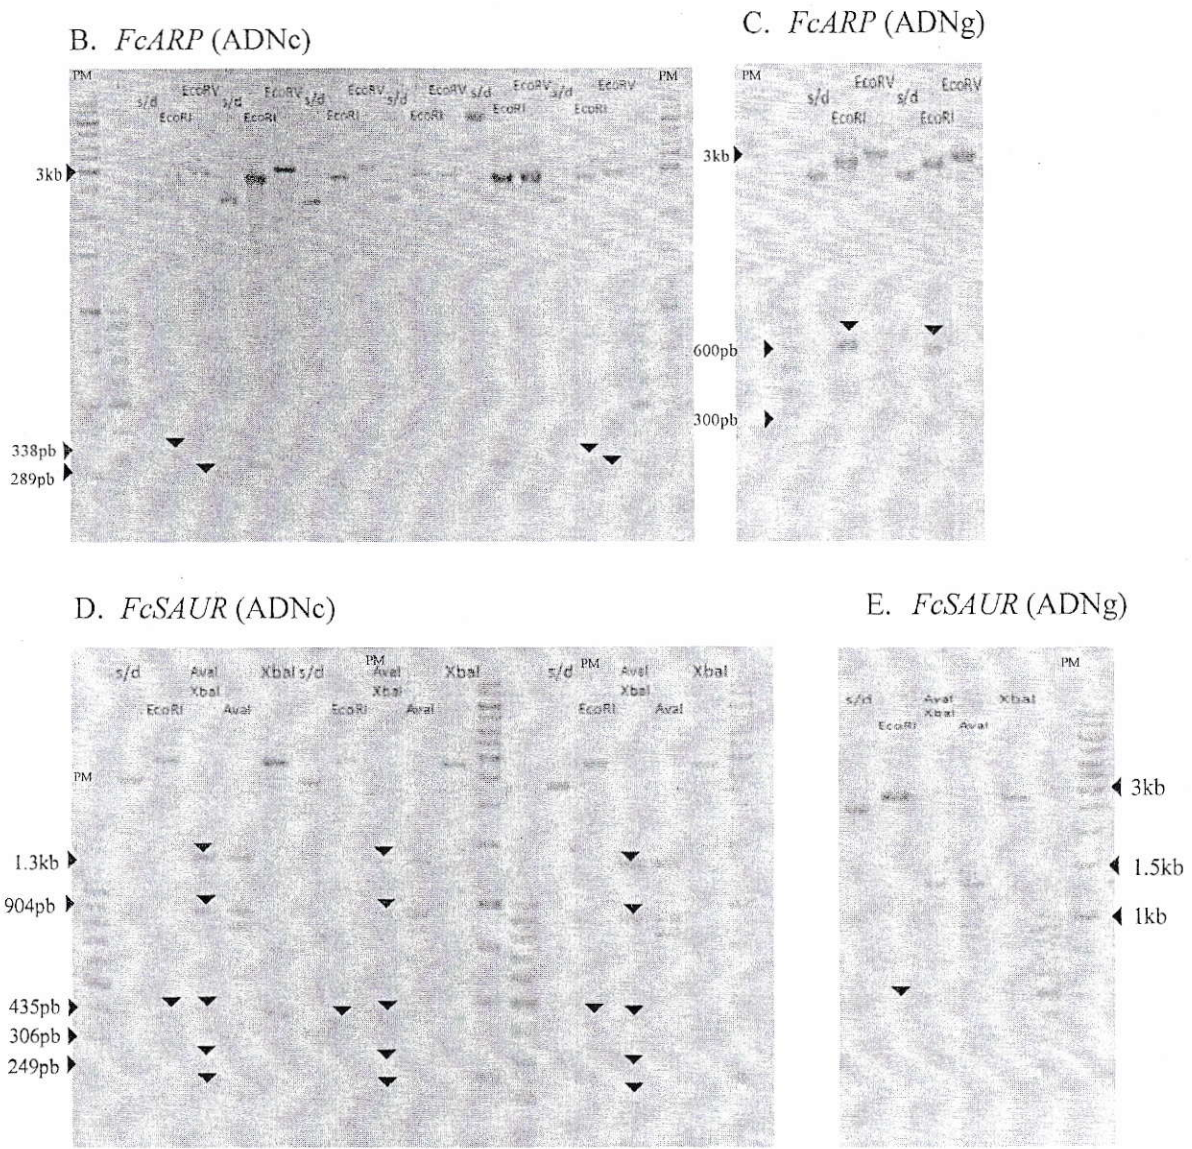 B. FcARP (ADNc)
PM
s/d
EcoRI
EcoRV
s/d
EcoRI
EcoRV
s/d
EcoRI
EcoRV
s/d
EcoRI
EcoRV
s/d
EcoRI
EcoRV
s/d
EcoRI
EcoRV
PM
3kb
338pb
289pb
C. FcARP (ADNg)
PM
s/d
EcoRI
EcoRV
s/d
EcoRI
EcoRV
3kb
600pb
300pb
D. FcSAUR (ADNc)
PM
s/d
EcoRI
AvaI
XbaI
AvaI
XbaI
s/d
EcoRI
PM
AvaI
XbaI
AvaI
XbaI
s/d
PM
EcoRI
AvaI
XbaI
AvaI
XbaI
1.3kb
904pb
435pb
306pb
249pb
E. FcSAUR (ADNg)
s/d
EcoRI
AvaI
XbaI
AvaI
XbaI
PM
3kb
1.5kb
1kb